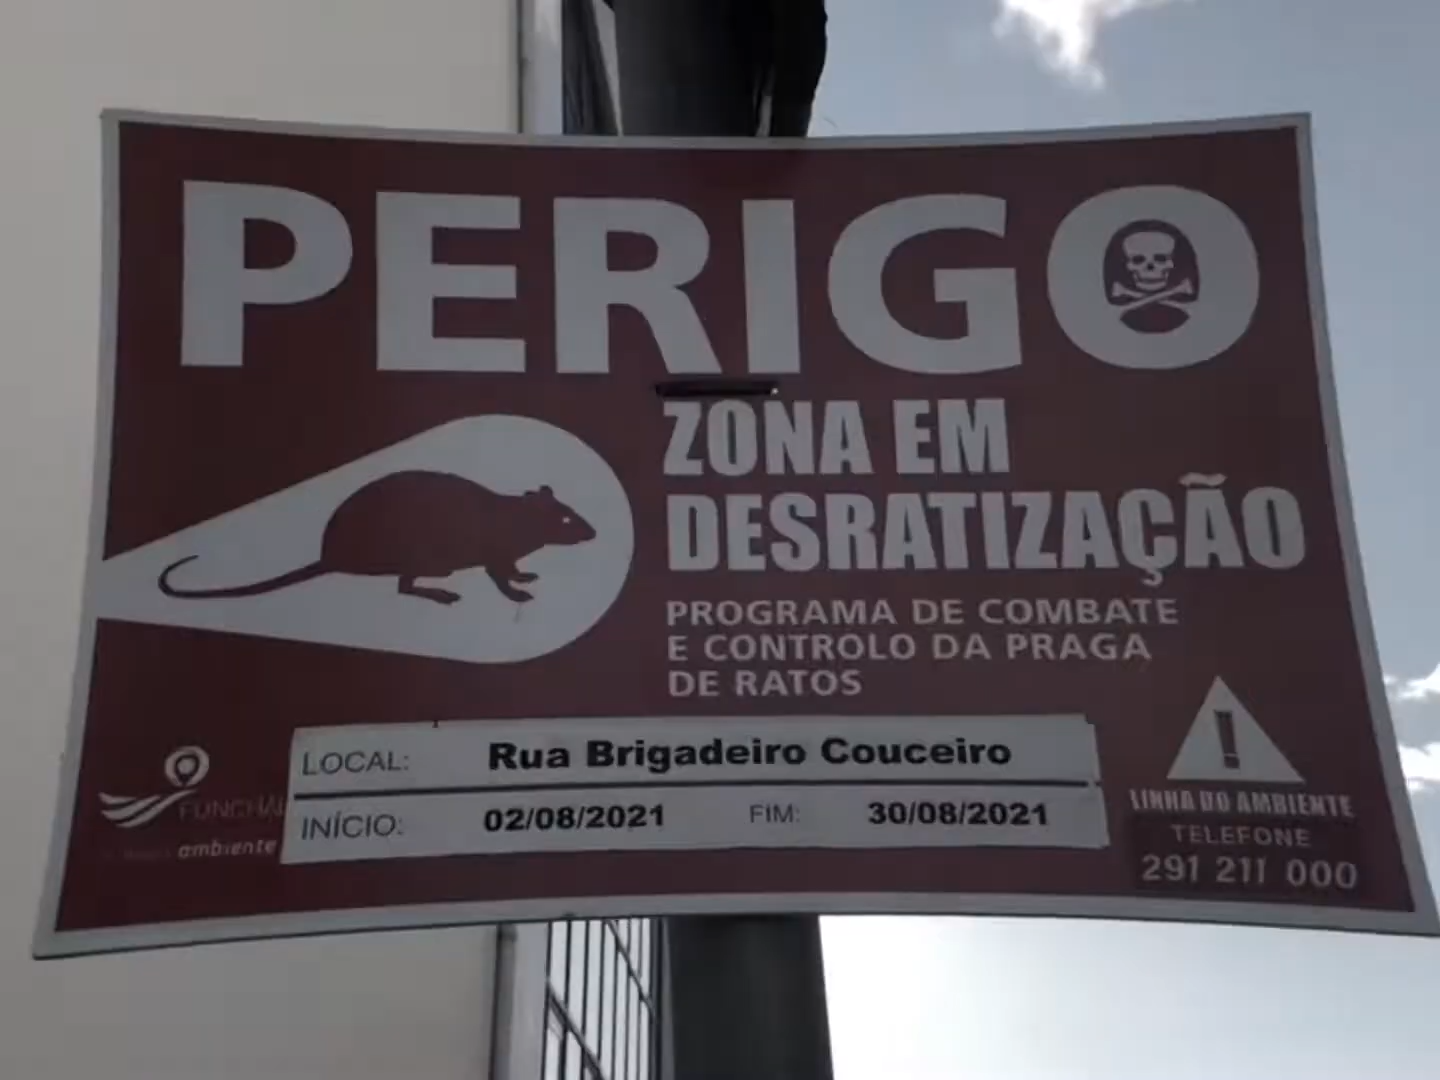 PERIGO
ZONA EM
DESRATIZAÇÃO
PROGRAMA DE COMBATE
E CONTROLO DA PRAGA
DE RATOS
LOCAL: Rua Brigadeiro Couceiro
INÍCIO: 02/08/2021 FIM: 30/08/2021
FUNCHAL
ambiente
LINHA DO AMBIENTE
TELEFONE
291 211 000